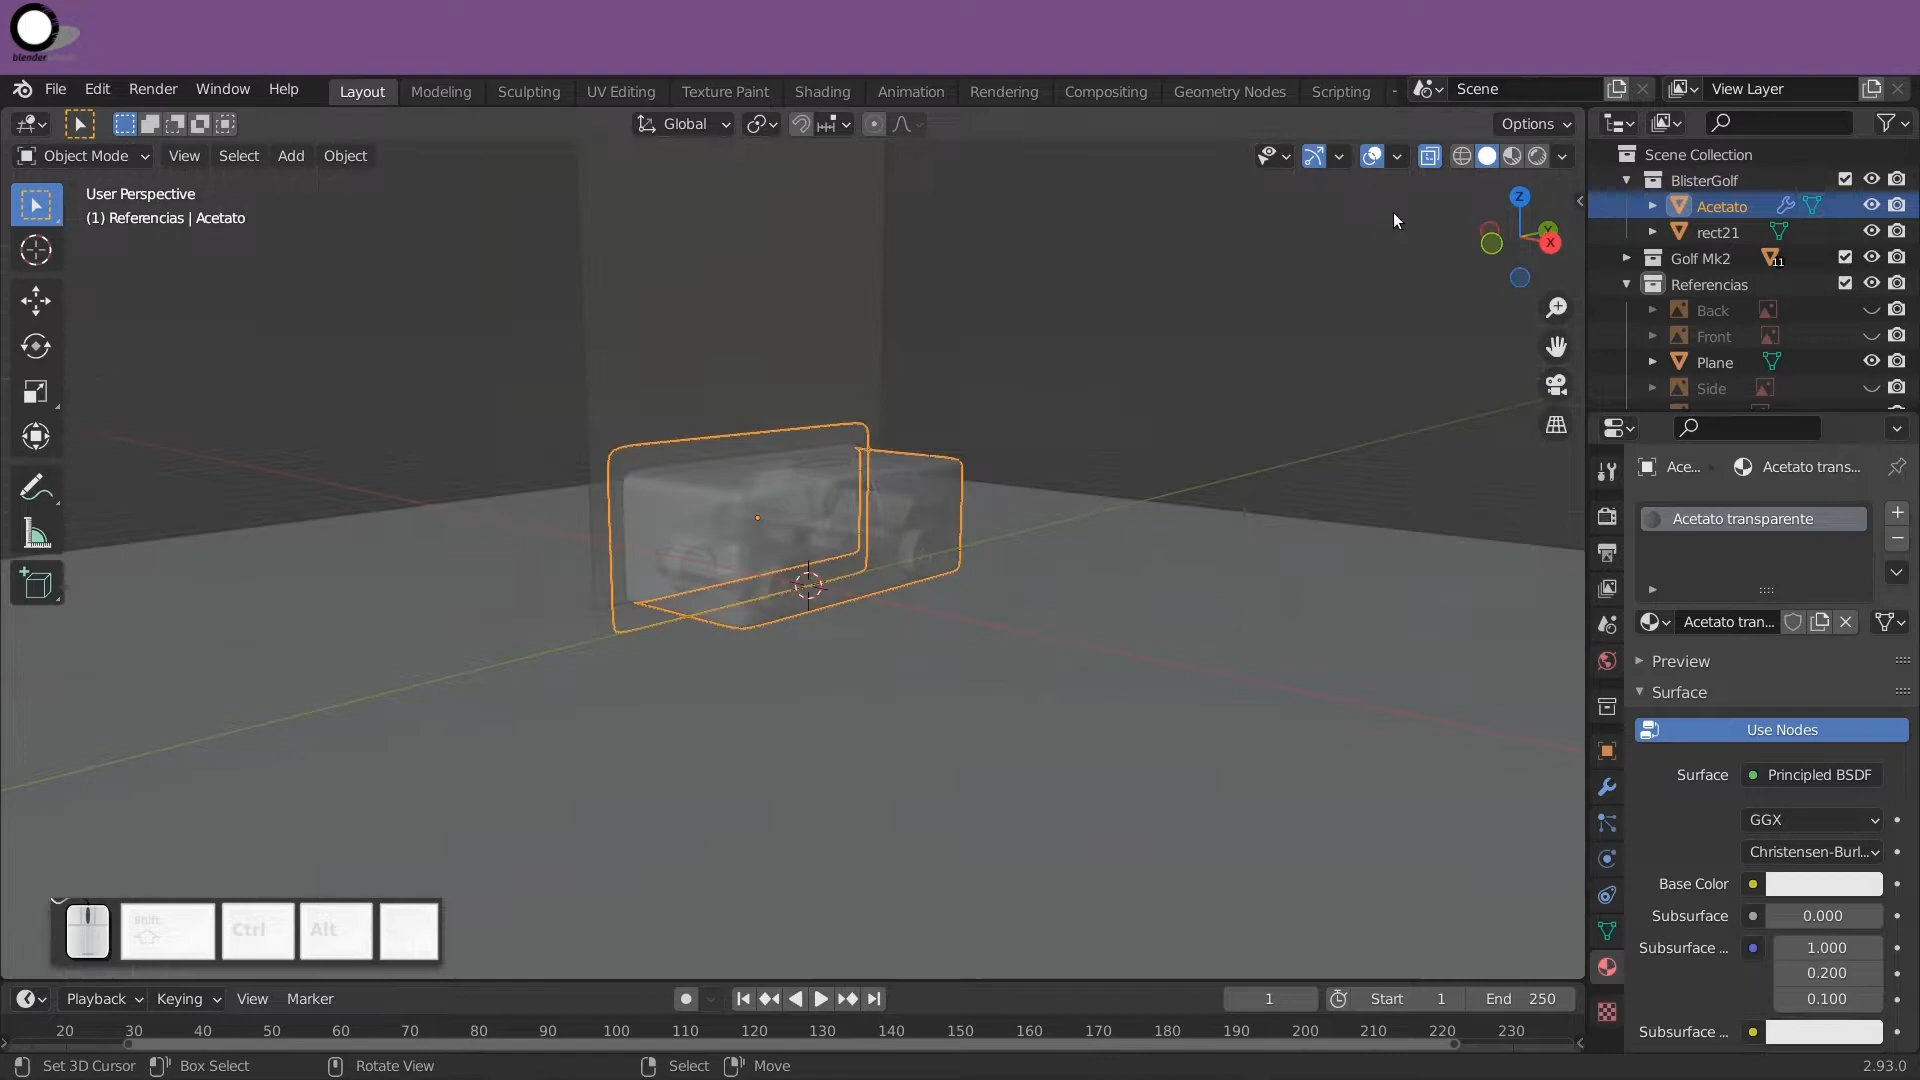 blender
File Edit Render Window Help Layout Modeling Sculpting UV Editing Texture Paint Shading Animation Rendering Compositing Geometry Nodes Scripting Scene View Layer
Global Options
Object Mode View Select Add Object
User Perspective
(1) Referencias | Acetato
Z
Y
X
Scene Collection
BlisterGolf
Acetato
rect21
Golf Mk2 11
Referencias
Back
Front
Plane
Side
Ace... Acetato trans...
Acetato transparente
Acetato tran...
Preview
Surface
Use Nodes
Surface Principled BSDF
GGX
Christensen-Burl...
Base Color
Subsurface 0.000
Subsurface ... 1.000
0.200
0.100
Subsurface ...
Shift Ctrl Alt
Playback Keying View Marker 1 Start 1 End 250
20 30 40 50 60 70 80 90 100 110 120 130 140 150 160 170 180 190 200 210 220 230
Set 3D Cursor Box Select Rotate View Select Move 2.93.0